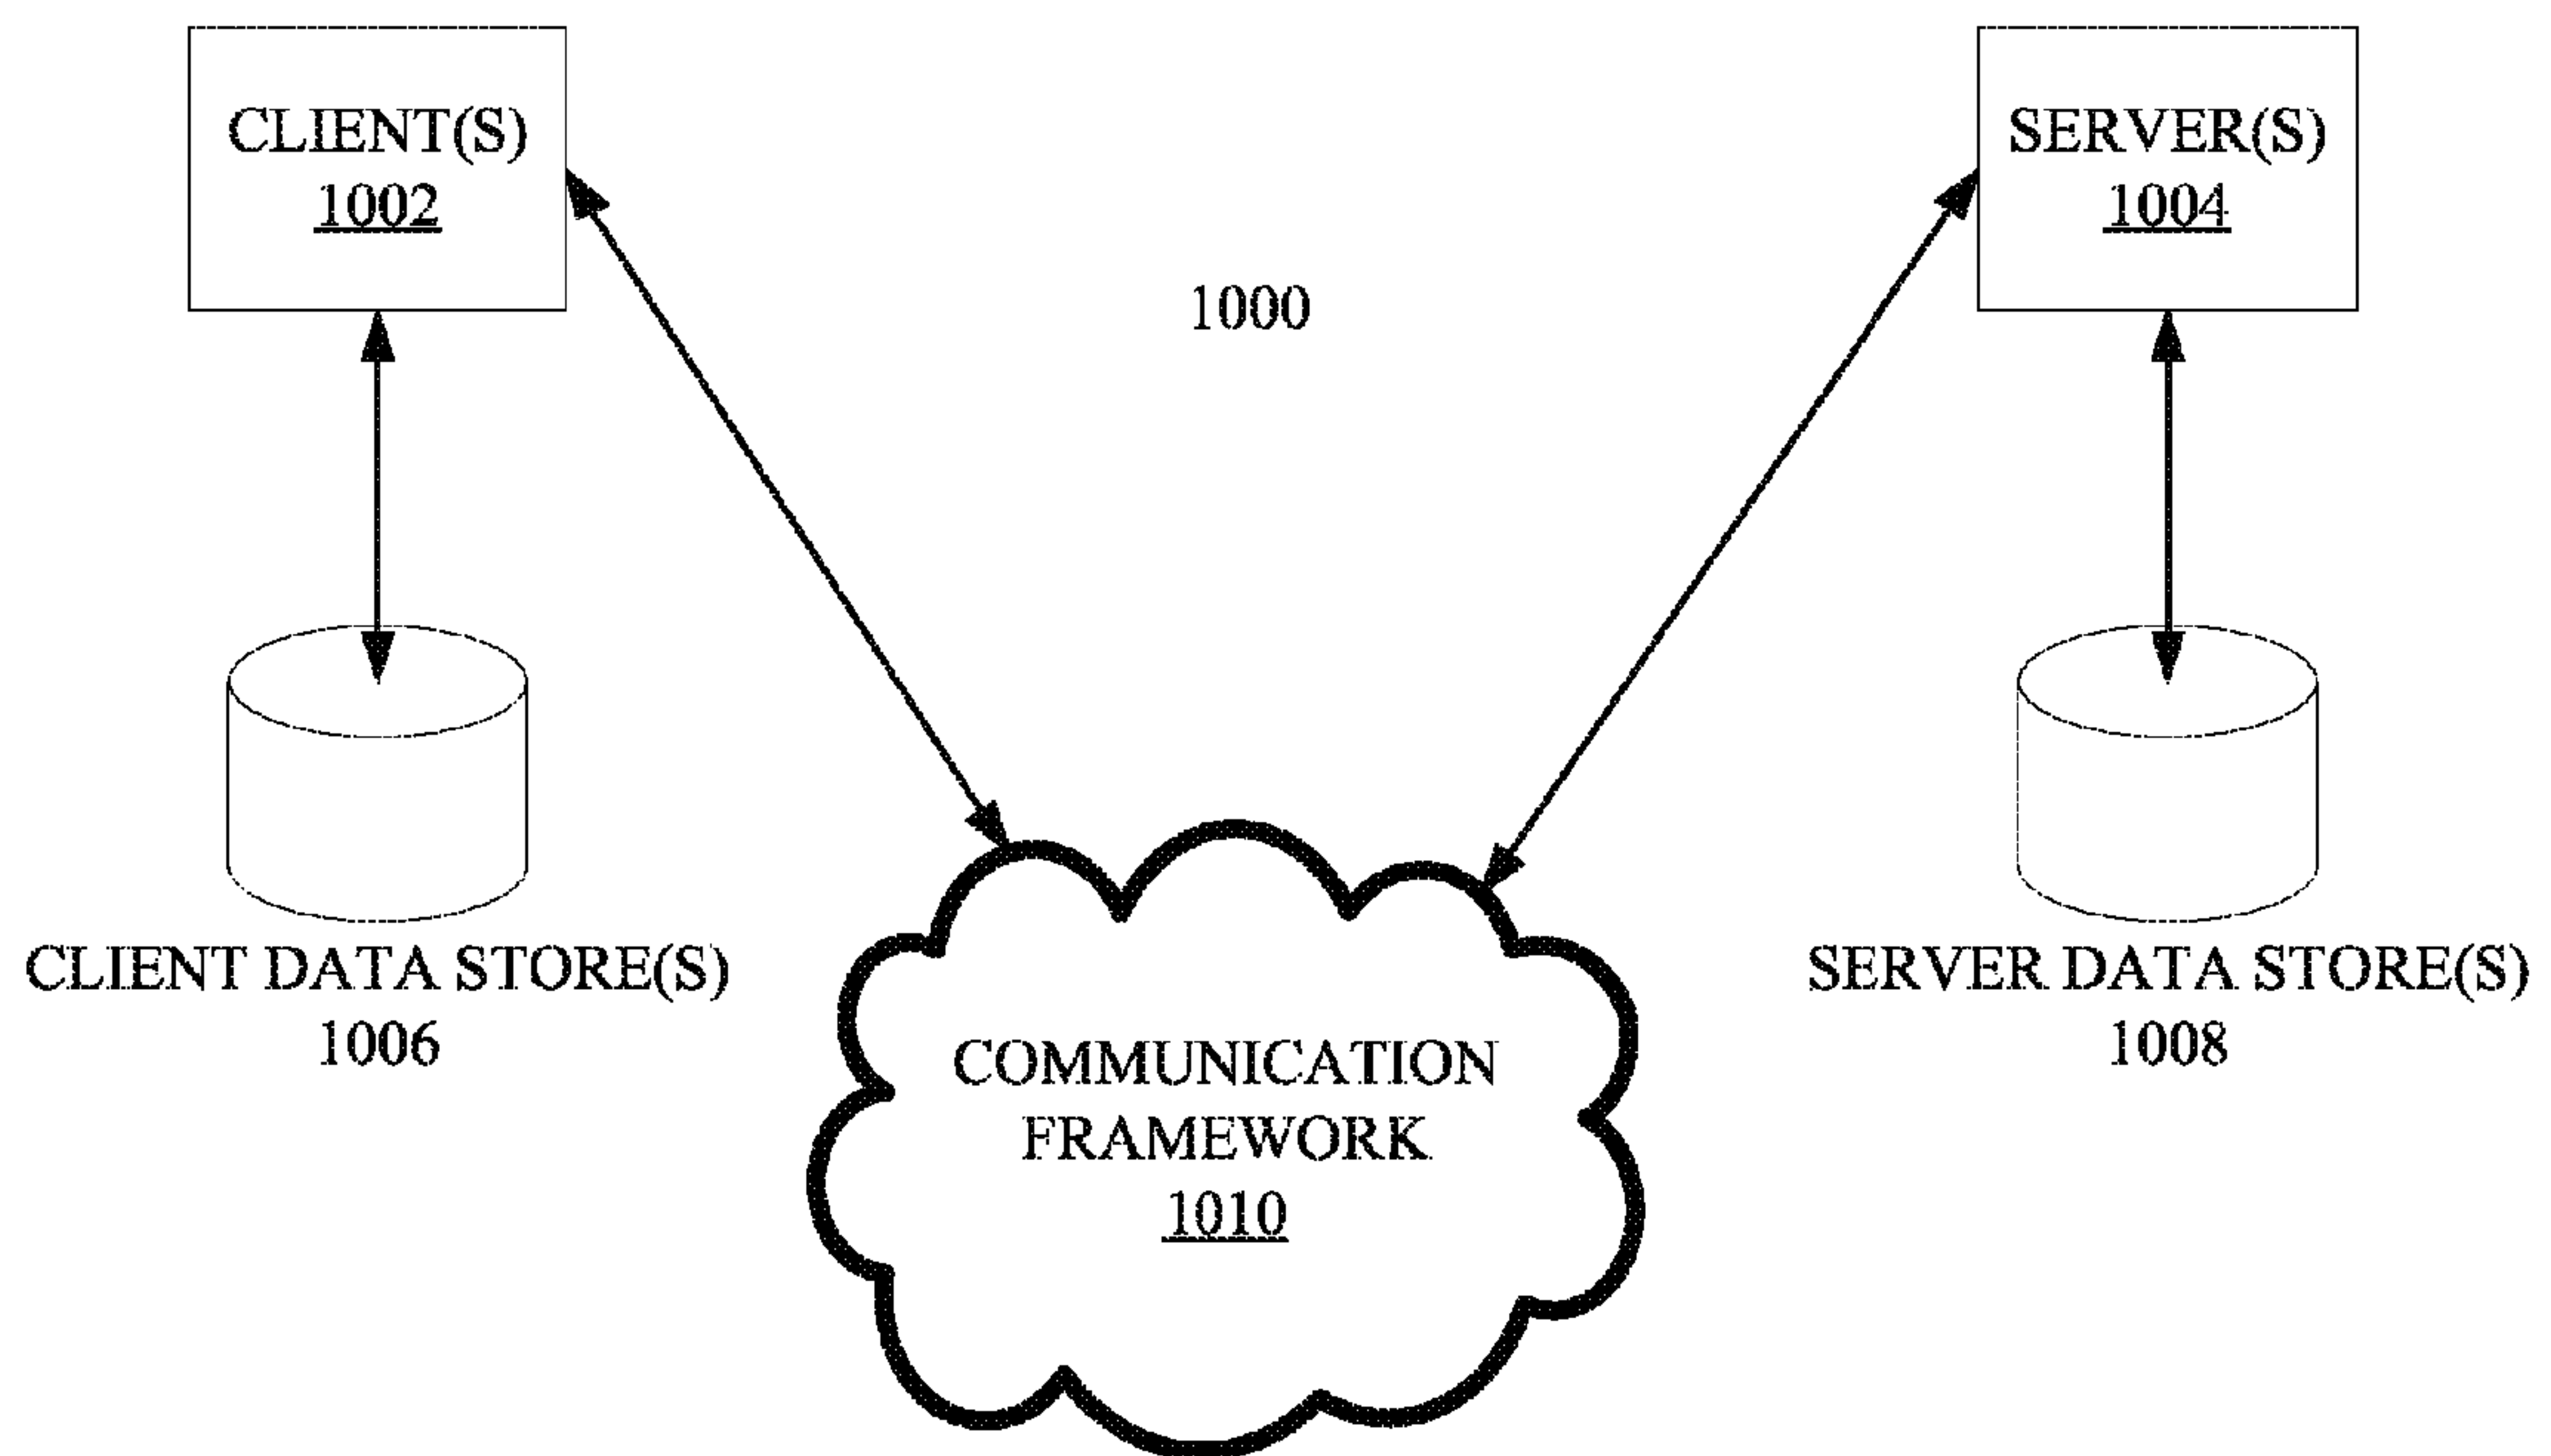 CLIENT(S)
1002
SERVER(S)
1004
1000
CLIENT DATA STORE(S)
1006
SERVER DATA STORE(S)
1008
COMMUNICATION
FRAMEWORK
1010